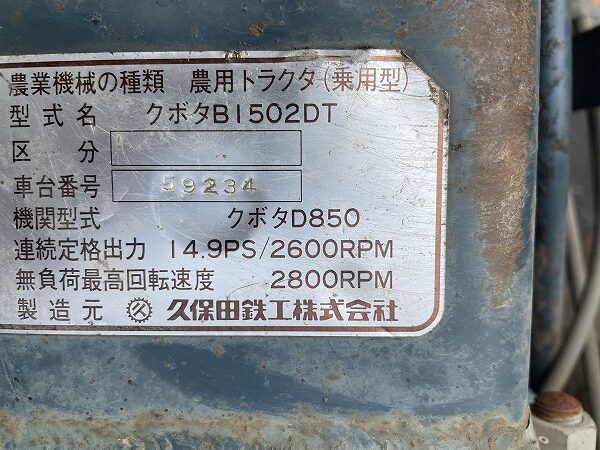 農業機械の種類 農用トラクタ(乗用型)
型式名 クボタB1502DT
区分
車台番号 59234
機関型式 クボタD850
連続定格出力 14.9PS/2600RPM
無負荷最高回転速度 2800RPM
製造元 久保田鉄工株式会社